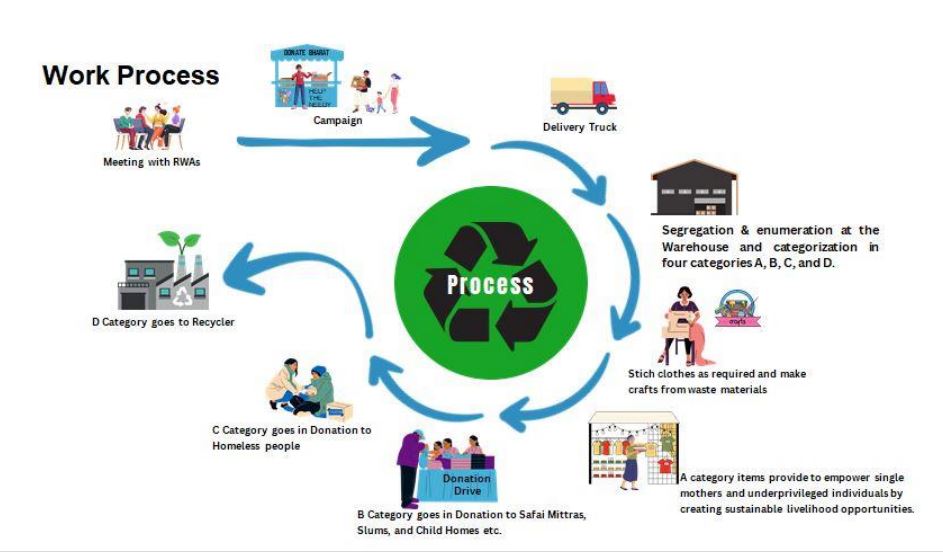 Work Process
DONATE BHARAT
HELP
THE
NEEDY
Campaign
Meeting with RWAs
Delivery Truck
Segregation & enumeration at the
Warehouse and categorization in
four categories A, B, C, and D.
Process
crafts
Stich clothes as required and make
crafts from waste materials
A category items provide to empower single
mothers and underprivileged individuals by
creating sustainable livelihood opportunities.
Donation
Drive
B Category goes in Donation to Safai Mittras,
Slums, and Child Homes etc.
C Category goes in Donation to
Homeless people
D Category goes to Recycler